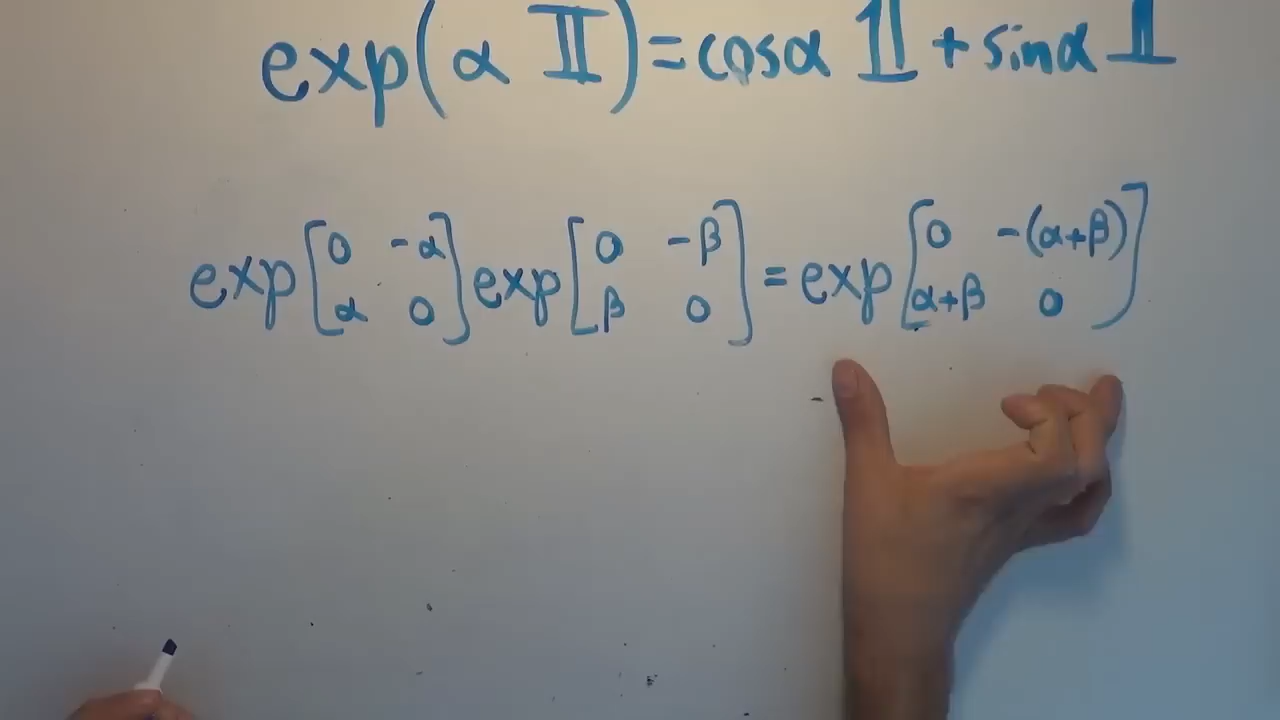 exp(α 𝕀) = cosα 𝟙 + sinα 𝕀
exp[0 -α; α 0] exp[0 -β; β 0] = exp[0 -(α+β); α+β 0]